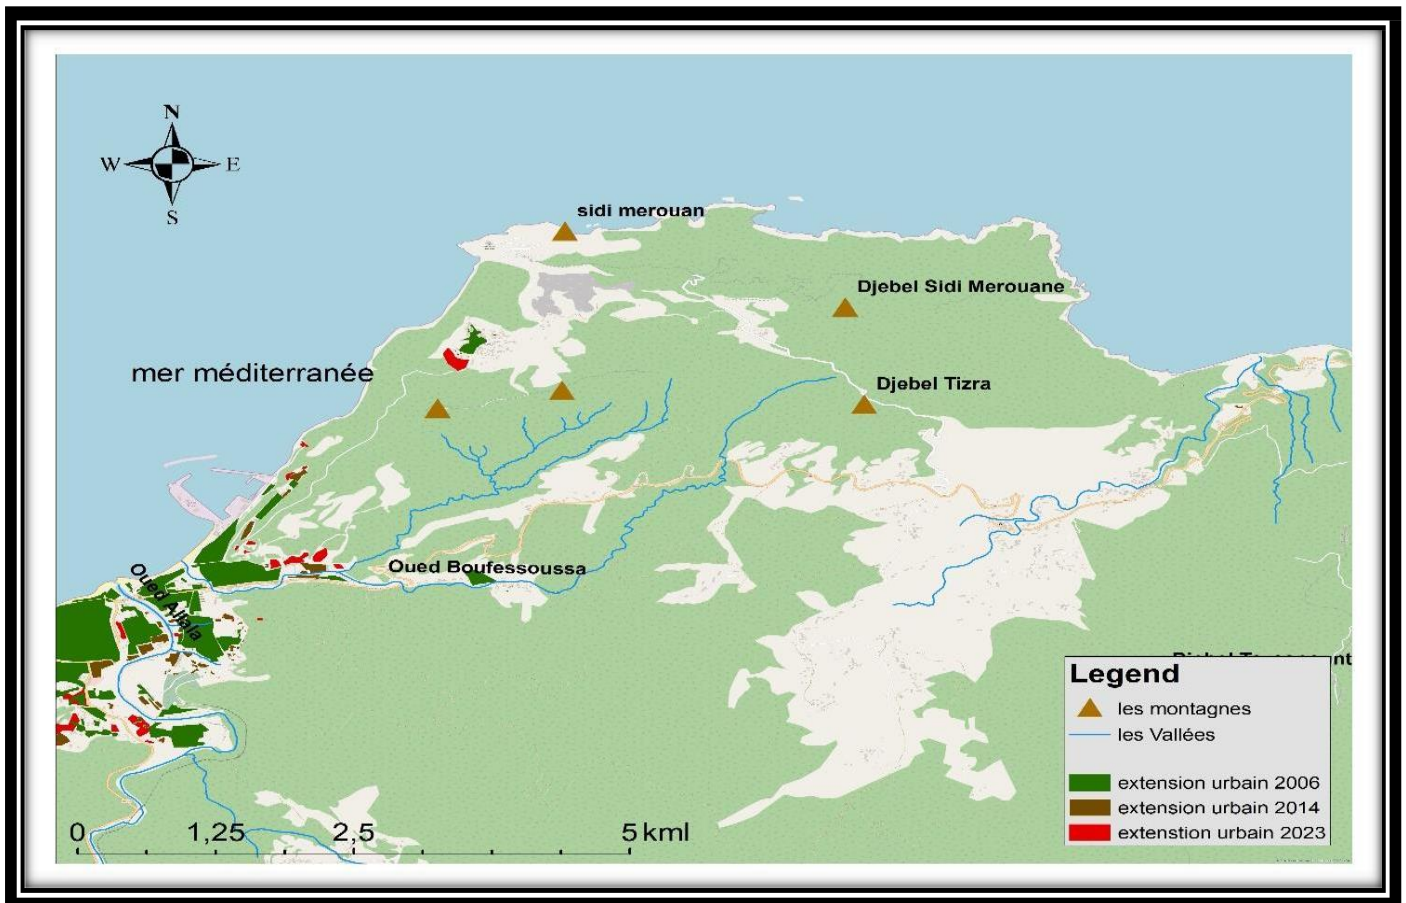 N
W E
S
sidi merouan
Djebel Sidi Merouane
mer méditerranée
Djebel Tizra
Oued Boufessoussa
Oued Allala
Legend
les montagnes
les Vallées
extension urbain 2006
extension urbain 2014
extenstion urbain 2023
0 1,25 2,5 5 kml